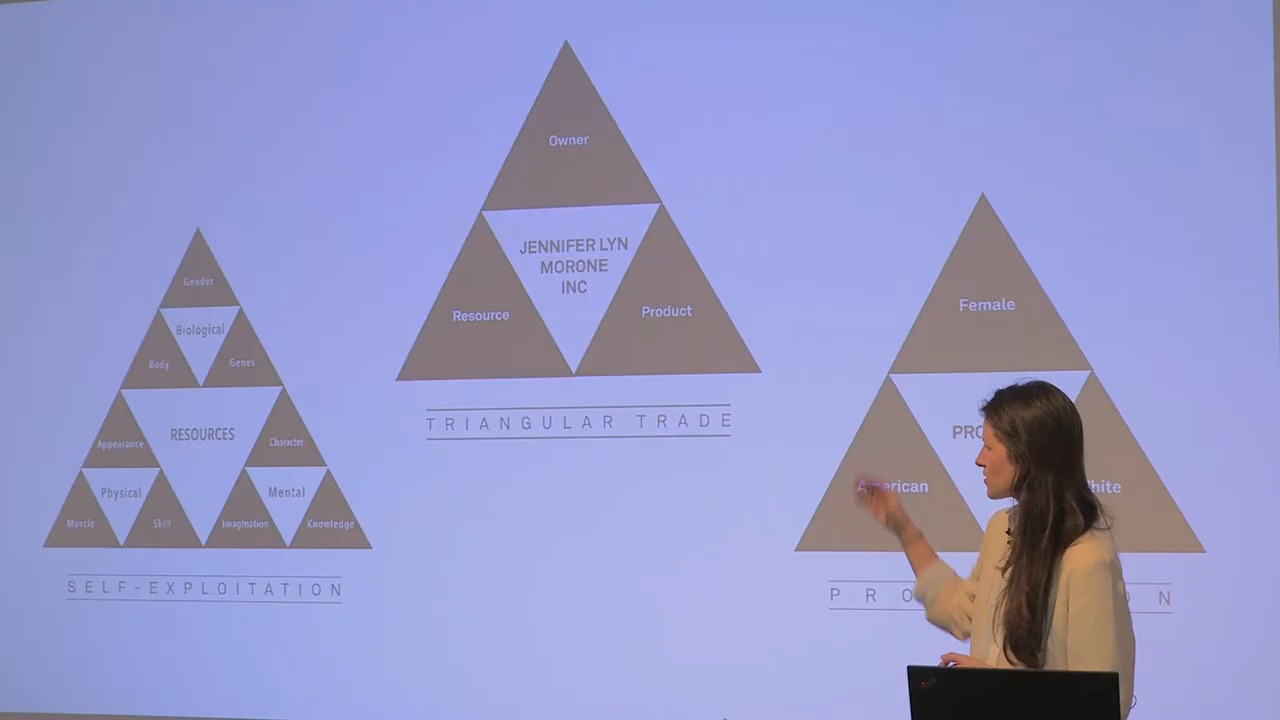 Gender
Biological
Body
Genes
RESOURCES
Appearance
Character
Physical
Mental
Muscle
Skill
Imagination
Knowledge
SELF-EXPLOITATION
Owner
JENNIFER LYN
MORONE
INC
Resource
Product
TRIANGULAR TRADE
Female
American